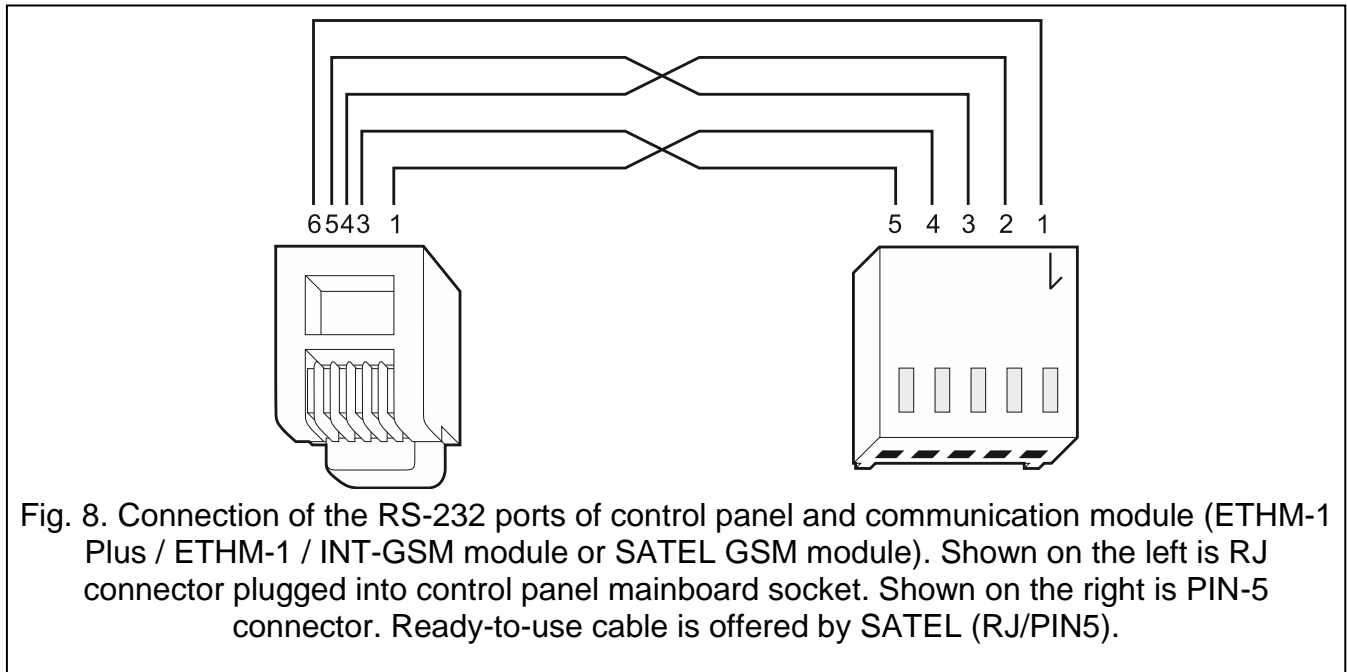 65431 5 4 3 2 1
Fig. 8. Connection of the RS-232 ports of control panel and communication module (ETHM-1
Plus / ETHM-1 / INT-GSM module or SATEL GSM module). Shown on the left is RJ
connector plugged into control panel mainboard socket. Shown on the right is PIN-5
connector. Ready-to-use cable is offered by SATEL (RJ/PIN5).